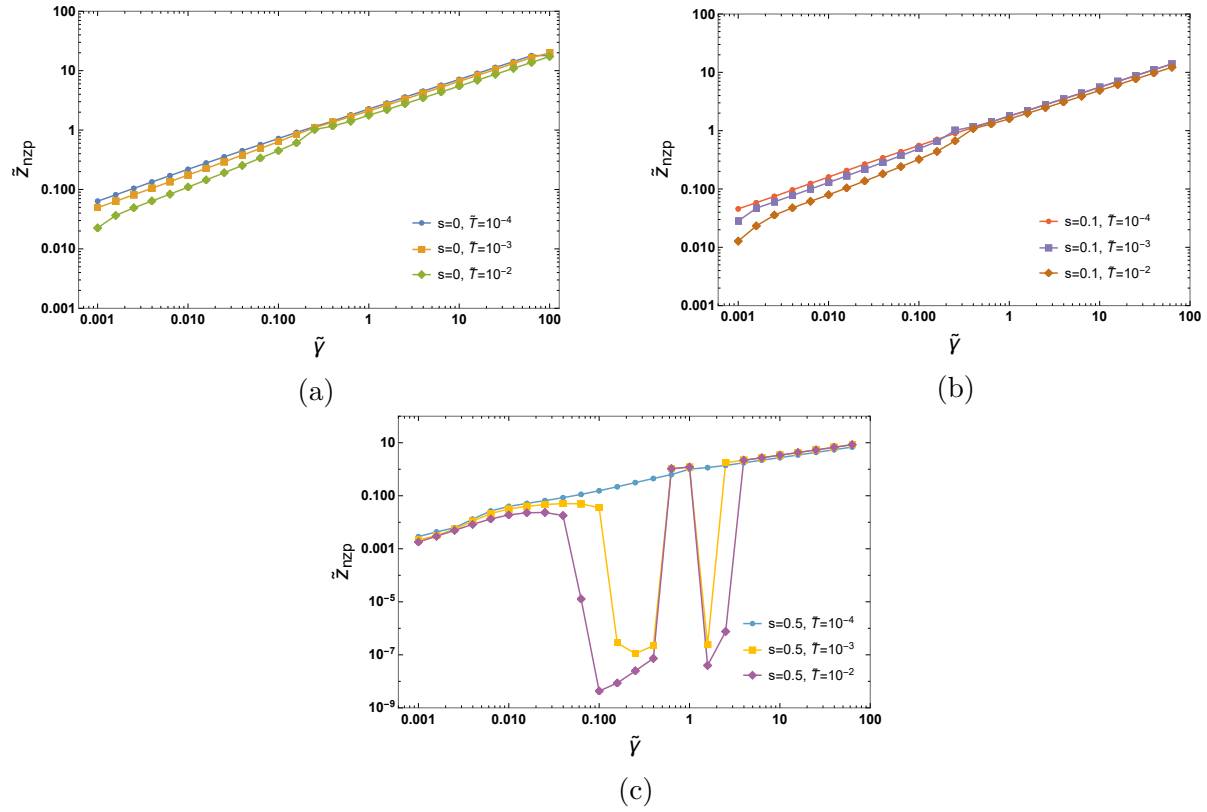 100
10
1
0.100
0.010
0.001
z̃nzp
s=0, T̃=10⁻⁴
s=0, T̃=10⁻³
s=0, T̃=10⁻²
0.001 0.010 0.100 1 10 100
γ̃
(a)
100
10
1
0.100
0.010
0.001
z̃nzp
s=0.1, T̃=10⁻⁴
s=0.1, T̃=10⁻³
s=0.1, T̃=10⁻²
0.001 0.010 0.100 1 10 100
γ̃
(b)
10
0.100
0.001
10⁻⁵
10⁻⁷
10⁻⁹
z̃nzp
s=0.5, T̃=10⁻⁴
s=0.5, T̃=10⁻³
s=0.5, T̃=10⁻²
0.001 0.010 0.100 1 10 100
γ̃
(c)